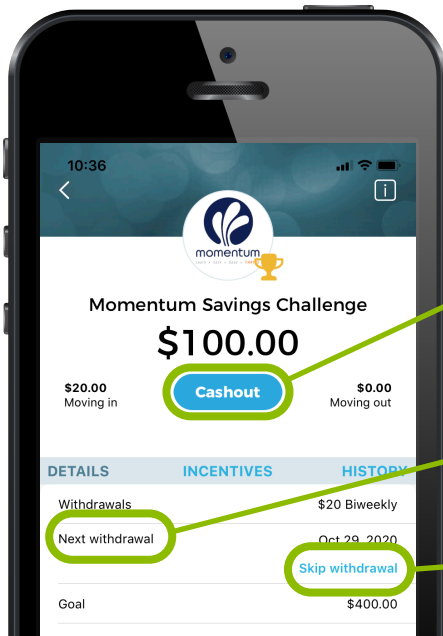 10:36
momentum
Momentum Savings Challenge
$100.00
$20.00
Moving in
Cashout
$0.00
Moving out
DETAILS INCENTIVES HISTORY
Withdrawals $20 Biweekly
Next withdrawal Oct 29, 2020
Skip withdrawal
Goal $400.00